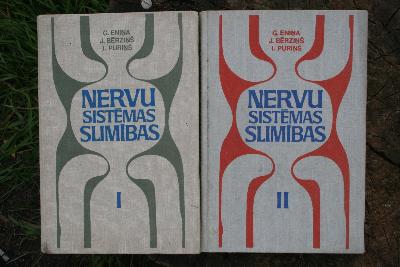 G. ENIŅA
J. BĒRZIŅŠ
I. PURIŅŠ
NERVU
SISTĒMAS
SLIMĪBAS
I
G. ENIŅA
J. BĒRZIŅŠ
I. PURIŅŠ
NERVU
SISTĒMAS
SLIMĪBAS
II